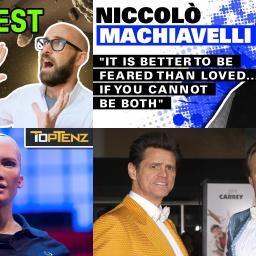 EST
NICCOLÒ
MACHIAVELLI
"IT IS BETTER TO BE
FEARED THAN LOVED...
IF YOU CANNOT
BE BOTH"
TOPTENZ
CARREY